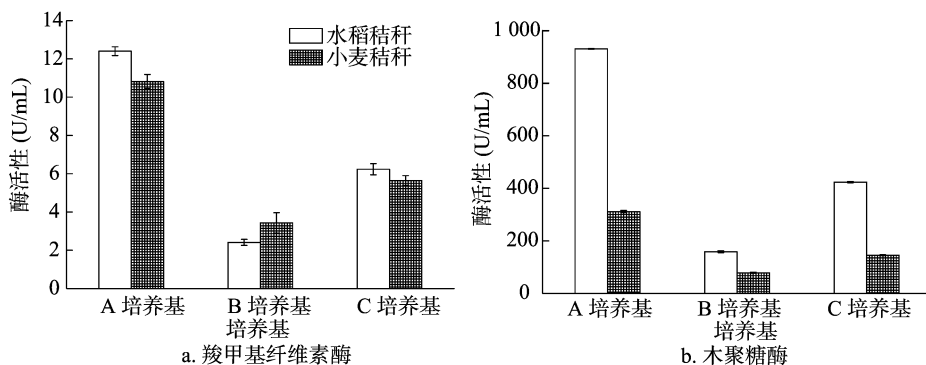 14
12
10
8
6
4
2
0
酶活性 (U/mL)
水稻秸秆
小麦秸秆
A 培养基
B 培养基
C 培养基
培养基
a. 羧甲基纤维素酶
1 000
800
600
400
200
0
酶活性 (U/mL)
A 培养基
B 培养基
C 培养基
培养基
b. 木聚糖酶